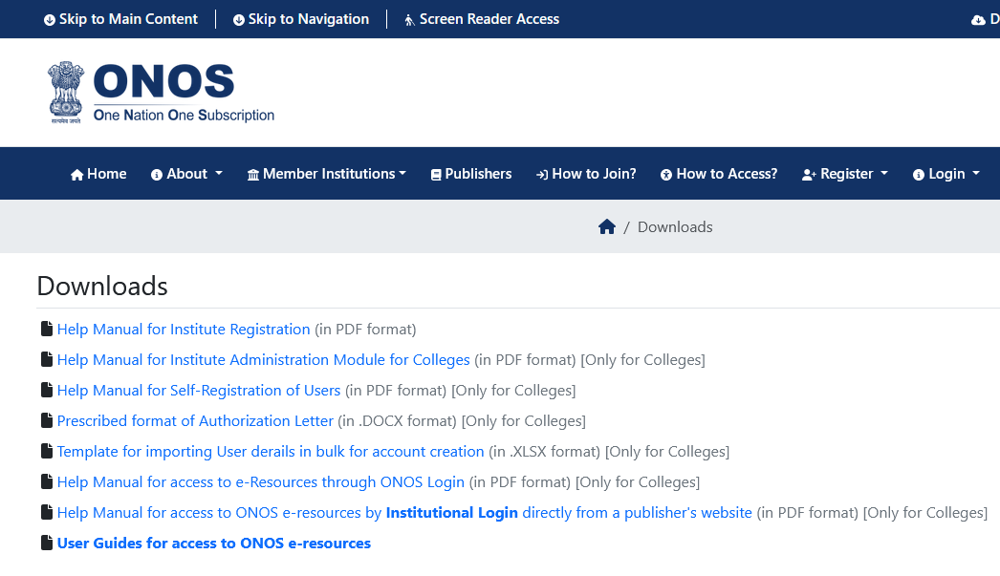 Skip to Main Content
Skip to Navigation
Screen Reader Access
D
ONOS
One Nation One Subscription
सत्यमेव जयते
Home
About
Member Institutions
Publishers
How to Join?
How to Access?
Register
Login
/ Downloads
Downloads
Help Manual for Institute Registration (in PDF format)
Help Manual for Institute Administration Module for Colleges (in PDF format) [Only for Colleges]
Help Manual for Self-Registration of Users (in PDF format) [Only for Colleges]
Prescribed format of Authorization Letter (in .DOCX format) [Only for Colleges]
Template for importing User derails in bulk for account creation (in .XLSX format) [Only for Colleges]
Help Manual for access to e-Resources through ONOS Login (in PDF format) [Only for Colleges]
Help Manual for access to ONOS e-resources by Institutional Login directly from a publisher's website (in PDF format) [Only for Colleges]
User Guides for access to ONOS e-resources